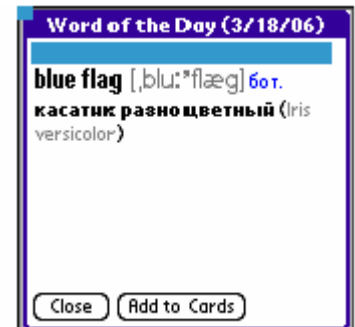 Word of the Day (3/18/06)
blue flag [ˌbluːˈflæg] бот.
касатик разноцветный (Iris
versicolor)
Close Add to Cards